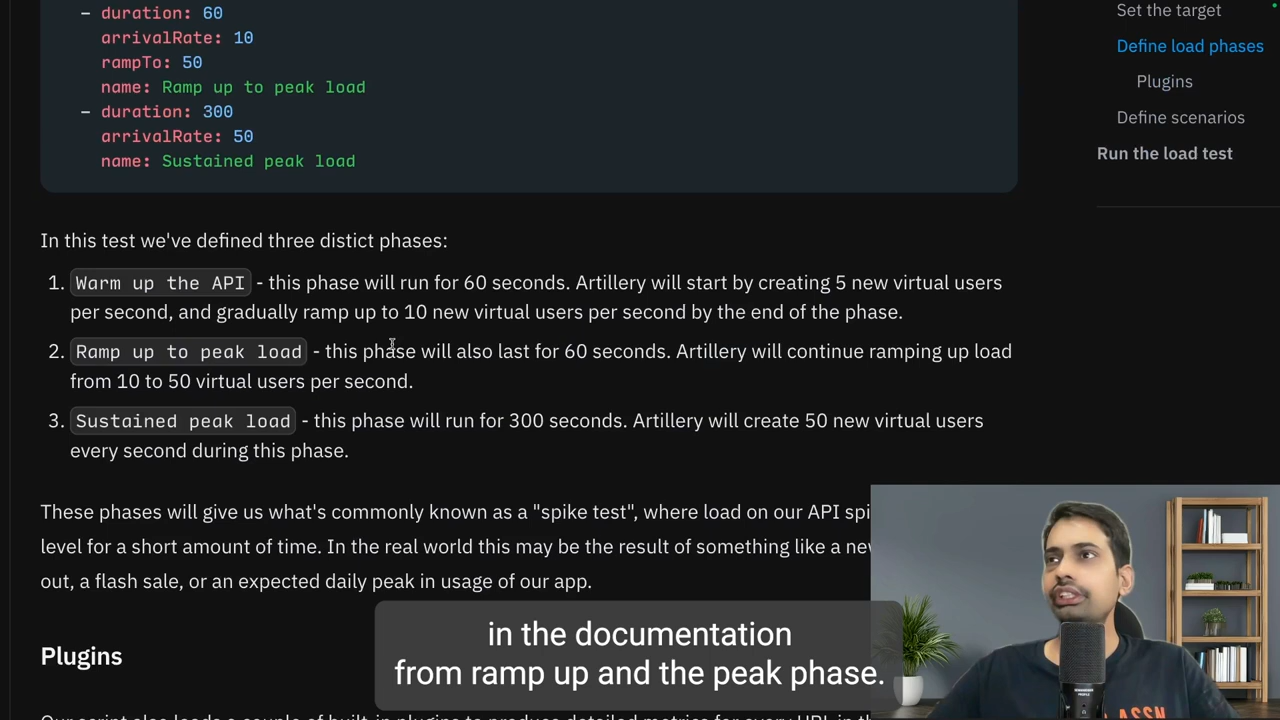 - duration: 60
arrivalRate: 10
rampTo: 50
name: Ramp up to peak load
- duration: 300
arrivalRate: 50
name: Sustained peak load
In this test we've defined three distict phases:
1. Warm up the API - this phase will run for 60 seconds. Artillery will start by creating 5 new virtual users
per second, and gradually ramp up to 10 new virtual users per second by the end of the phase.
2. Ramp up to peak load - this phase will also last for 60 seconds. Artillery will continue ramping up load
from 10 to 50 virtual users per second.
3. Sustained peak load - this phase will run for 300 seconds. Artillery will create 50 new virtual users
every second during this phase.
These phases will give us what's commonly known as a "spike test", where load on our API
level for a short amount of time. In the real world this may be the result of something like a
out, a flash sale, or an expected daily peak in usage of our app.
Plugins
Set the target
Define load phases
Plugins
Define scenarios
Run the load test
in the documentation
from ramp up and the peak phase.